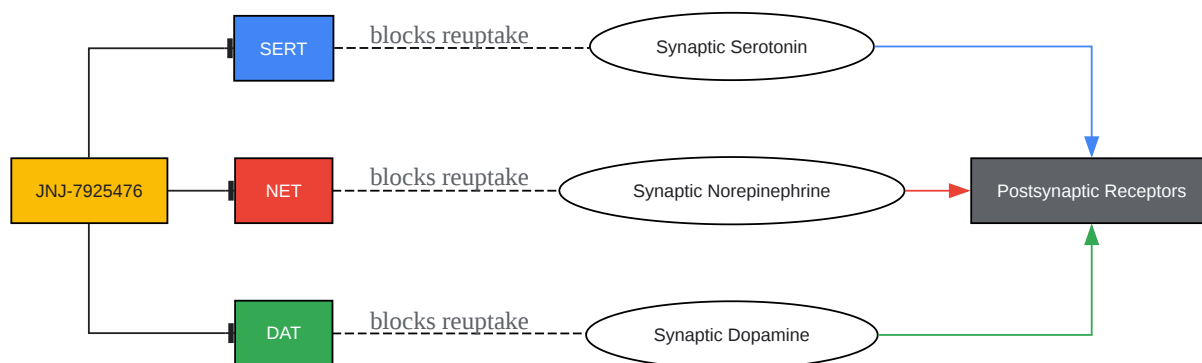 SERT
blocks reuptake
Synaptic Serotonin
JNJ-7925476
NET
blocks reuptake
Synaptic Norepinephrine
Postsynaptic Receptors
DAT
blocks reuptake
Synaptic Dopamine